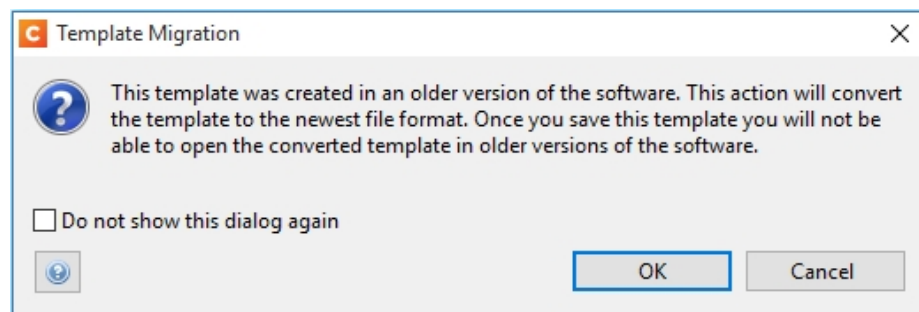 C Template Migration
This template was created in an older version of the software. This action will convert
the template to the newest file format. Once you save this template you will not be
able to open the converted template in older versions of the software.
Do not show this dialog again
OK Cancel